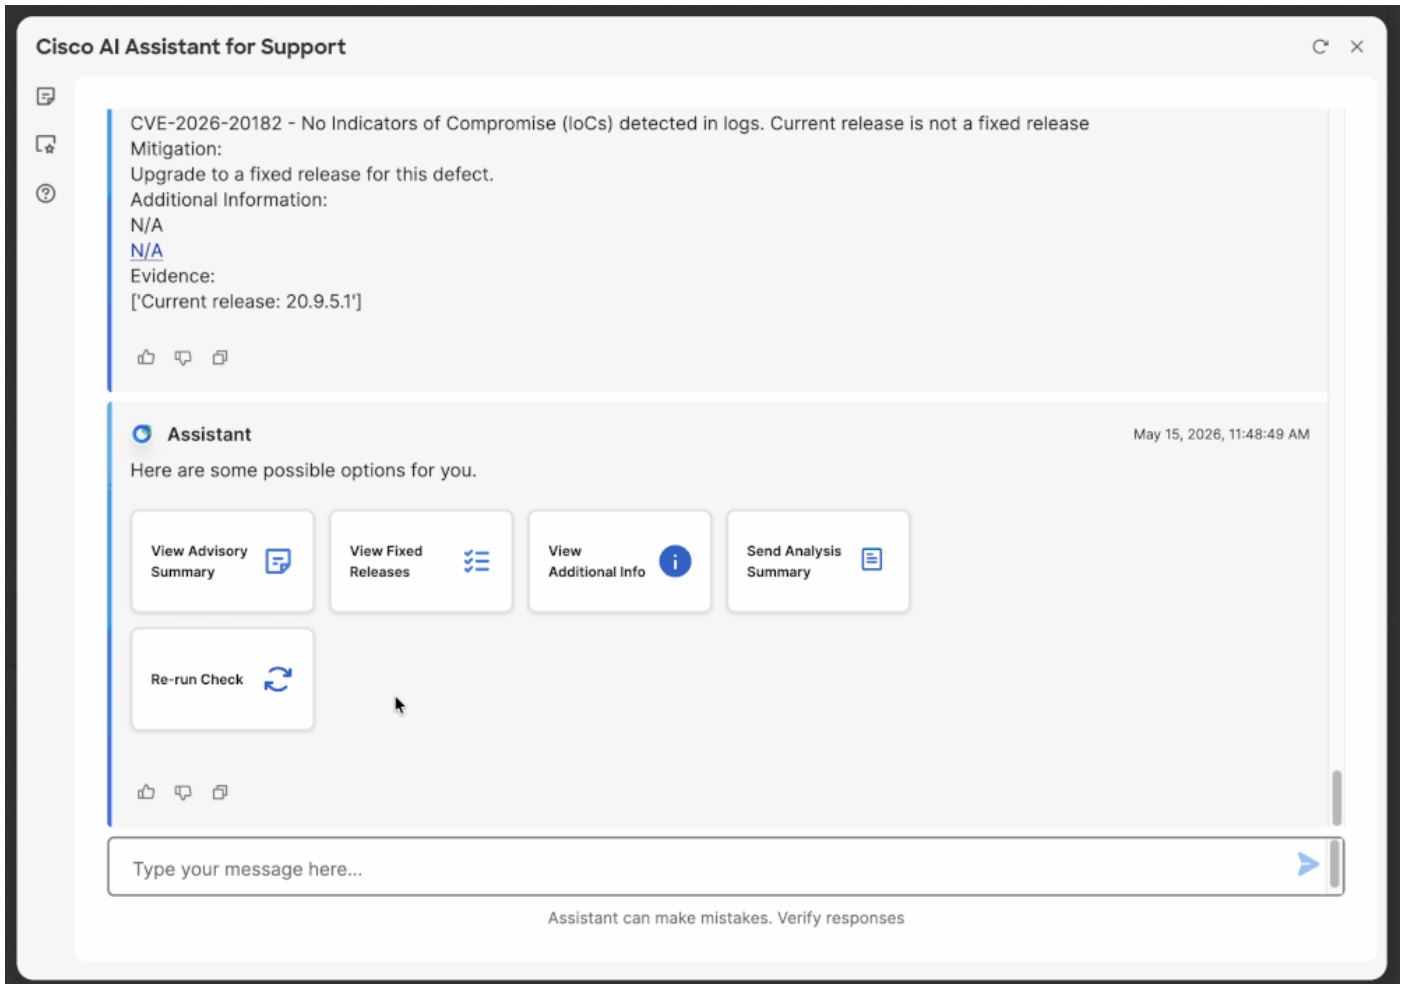 Cisco AI Assistant for Support
CVE-2026-20182 - No Indicators of Compromise (IoCs) detected in logs. Current release is not a fixed release
Mitigation:
Upgrade to a fixed release for this defect.
Additional Information:
N/A
N/A
Evidence:
['Current release: 20.9.5.1']
Assistant
May 15, 2026, 11:48:49 AM
Here are some possible options for you.
View Advisory
Summary
View Fixed
Releases
View
Additional Info
Send Analysis
Summary
Re-run Check
Type your message here...
Assistant can make mistakes. Verify responses